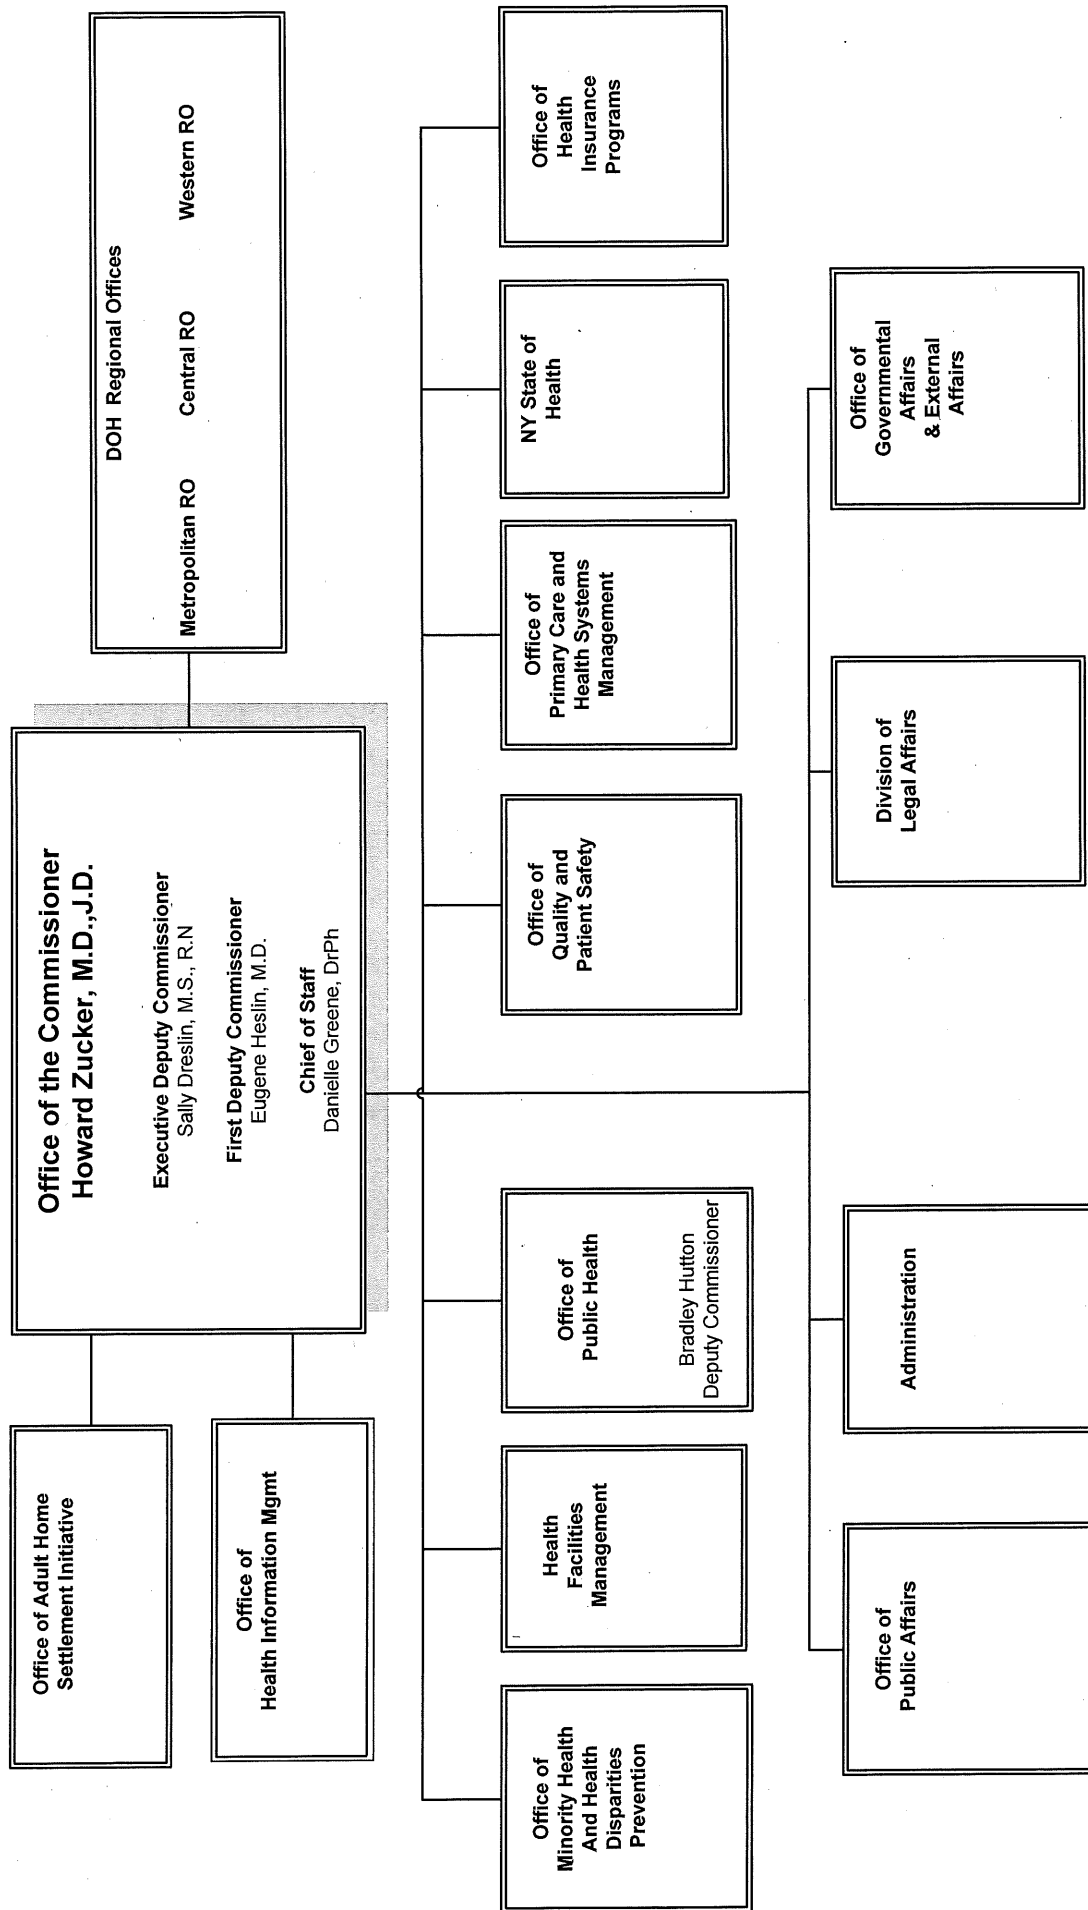 Office of Adult Home
Settlement Initiative
Office of
Health Information Mgmt
Office of the Commissioner
Howard Zucker, M.D.,J.D.
Executive Deputy Commissioner
Sally Dreslin, M.S., R.N
First Deputy Commissioner
Eugene Heslin, M.D.
Chief of Staff
Danielle Greene, DrPh
DOH Regional Offices
Metropolitan RO
Central RO
Western RO
Office of
Minority Health
And Health
Disparities
Prevention
Health
Facilities
Management
Office of
Public Health
Bradley Hutton
Deputy Commissioner
Office of
Quality and
Patient Safety
Office of
Primary Care and
Health Systems
Management
NY State of
Health
Office of
Health
Insurance
Programs
Office of
Public Affairs
Administration
Division of
Legal Affairs
Office of
Governmental
Affairs
& External
Affairs